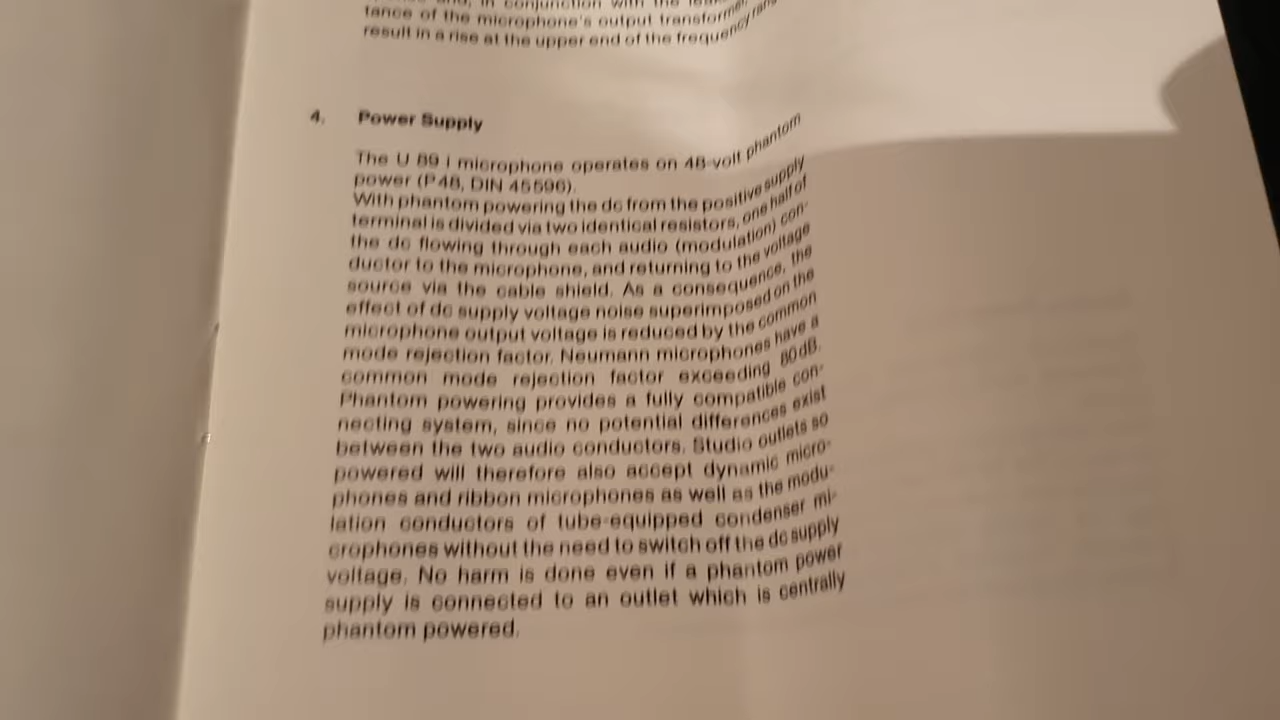 and, in conjunction with the
tance of the microphone's output transformer
result in a rise at the upper end of the frequency
4. Power Supply
The U 89 i microphone operates on 48-volt phantom
power (P48, DIN 45596).
With phantom powering the dc from the positive supply
terminal is divided via two identical resistors, one half of
the dc flowing through each audio (modulation) con-
ductor to the microphone, and returning to the voltage
source via the cable shield. As a consequence, the
effect of dc supply voltage noise superimposed on the
microphone output voltage is reduced by the common
mode rejection factor. Neumann microphones have a
common mode rejection factor exceeding 80dB.
Phantom powering provides a fully compatible con-
necting system, since no potential differences exist
between the two audio conductors. Studio outlets so
powered will therefore also accept dynamic micro-
phones and ribbon microphones as well as the modu-
lation conductors of tube-equipped condenser mi-
crophones without the need to switch off the dc supply
voltage. No harm is done even if a phantom power
supply is connected to an outlet which is centrally
phantom powered.